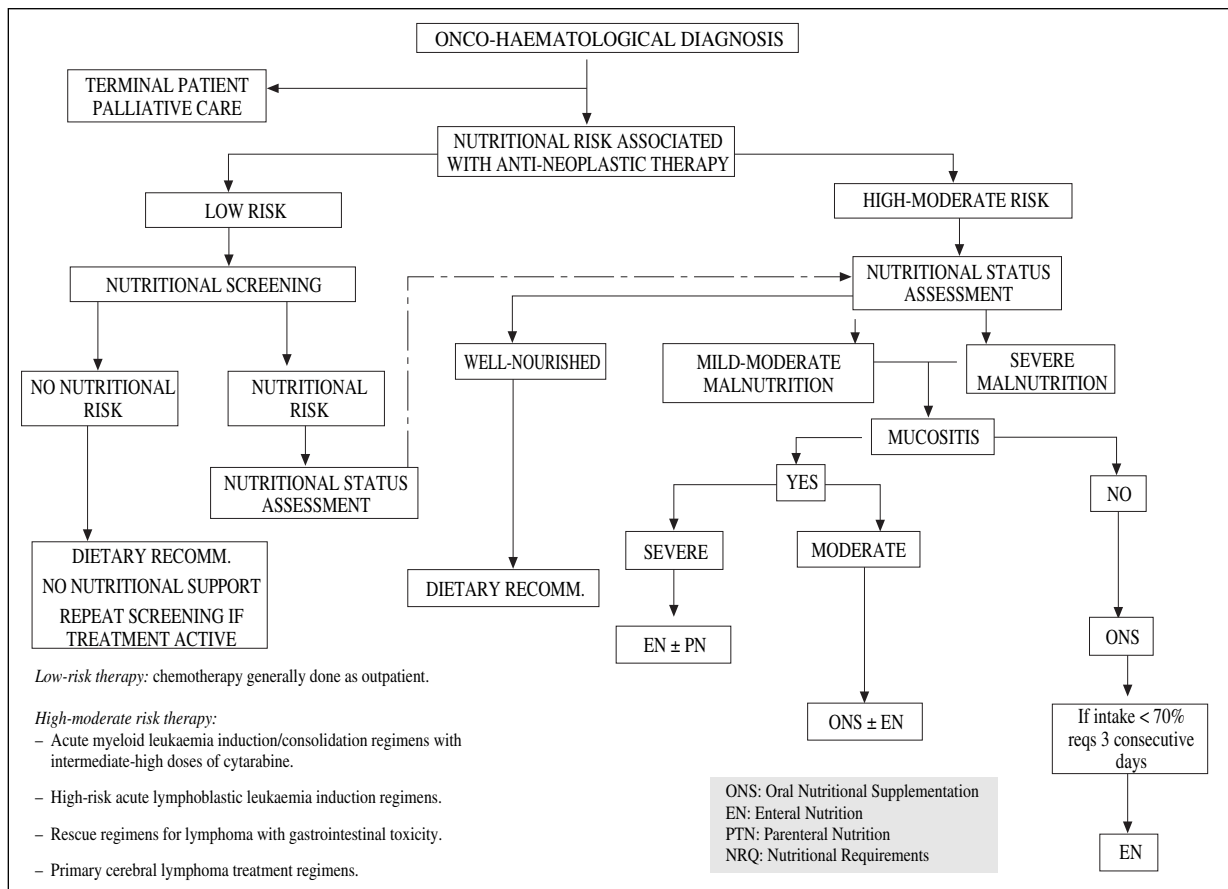 ONCO-HAEMATOLOGICAL DIAGNOSIS
TERMINAL PATIENT
PALLIATIVE CARE
NUTRITIONAL RISK ASSOCIATED
WITH ANTI-NEOPLASTIC THERAPY
LOW RISK
HIGH-MODERATE RISK
NUTRITIONAL SCREENING
NUTRITIONAL STATUS
ASSESSMENT
WELL-NOURISHED
MILD-MODERATE
MALNUTRITION
SEVERE
MALNUTRITION
NO NUTRITIONAL
RISK
NUTRITIONAL
RISK
MUCOSITIS
NUTRITIONAL STATUS
ASSESSMENT
YES
NO
SEVERE
MODERATE
DIETARY RECOMM.
NO NUTRITIONAL SUPPORT
REPEAT SCREENING IF
TREATMENT ACTIVE
DIETARY RECOMM.
EN ± PN
ONS
ONS ± EN
If intake < 70%
reqs 3 consecutive
days
EN
Low-risk therapy: chemotherapy generally done as outpatient.
High-moderate risk therapy:
– Acute myeloid leukaemia induction/consolidation regimens with
intermediate-high doses of cytarabine.
– High-risk acute lymphoblastic leukaemia induction regimens.
– Rescue regimens for lymphoma with gastrointestinal toxicity.
– Primary cerebral lymphoma treatment regimens.
ONS: Oral Nutritional Supplementation
EN: Enteral Nutrition
PTN: Parenteral Nutrition
NRQ: Nutritional Requirements